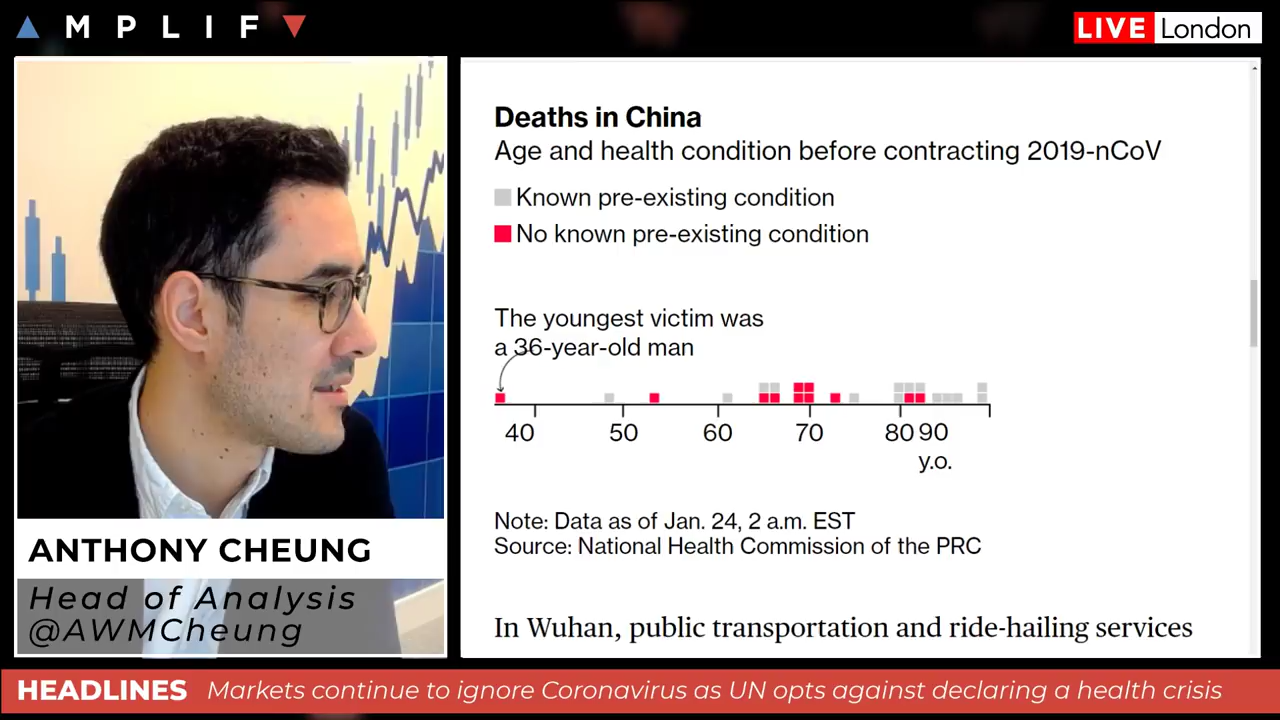 MPLIF
LIVE London
Deaths in China
Age and health condition before contracting 2019-nCoV
Known pre-existing condition
No known pre-existing condition
The youngest victim was
a 36-year-old man
40 50 60 70 80 90
y.o.
Note: Data as of Jan. 24, 2 a.m. EST
Source: National Health Commission of the PRC
In Wuhan, public transportation and ride-hailing services
ANTHONY CHEUNG
Head of Analysis
@AWMCheung
HEADLINES Markets continue to ignore Coronavirus as UN opts against declaring a health crisis